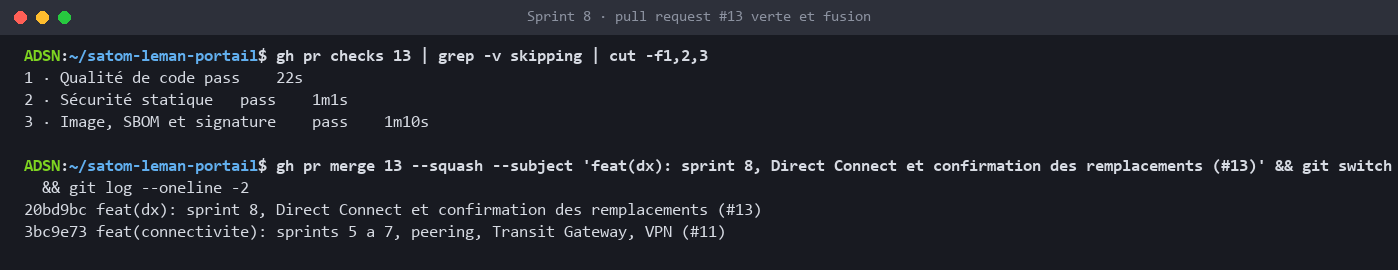 Sprint 8 · pull request #13 verte et fusion
ADSN:~/satom-leman-portail$ gh pr checks 13 | grep -v skipping | cut -f1,2,3
1 · Qualité de code pass    22s
2 · Sécurité statique   pass    1m1s
3 · Image, SBOM et signature    pass    1m10s
ADSN:~/satom-leman-portail$ gh pr merge 13 --squash --subject 'feat(dx): sprint 8, Direct Connect et confirmation des remplacements (#13)' && git switch
&& git log --oneline -2
20bd9bc feat(dx): sprint 8, Direct Connect et confirmation des remplacements (#13)
3bc9e73 feat(connectivite): sprints 5 a 7, peering, Transit Gateway, VPN (#11)